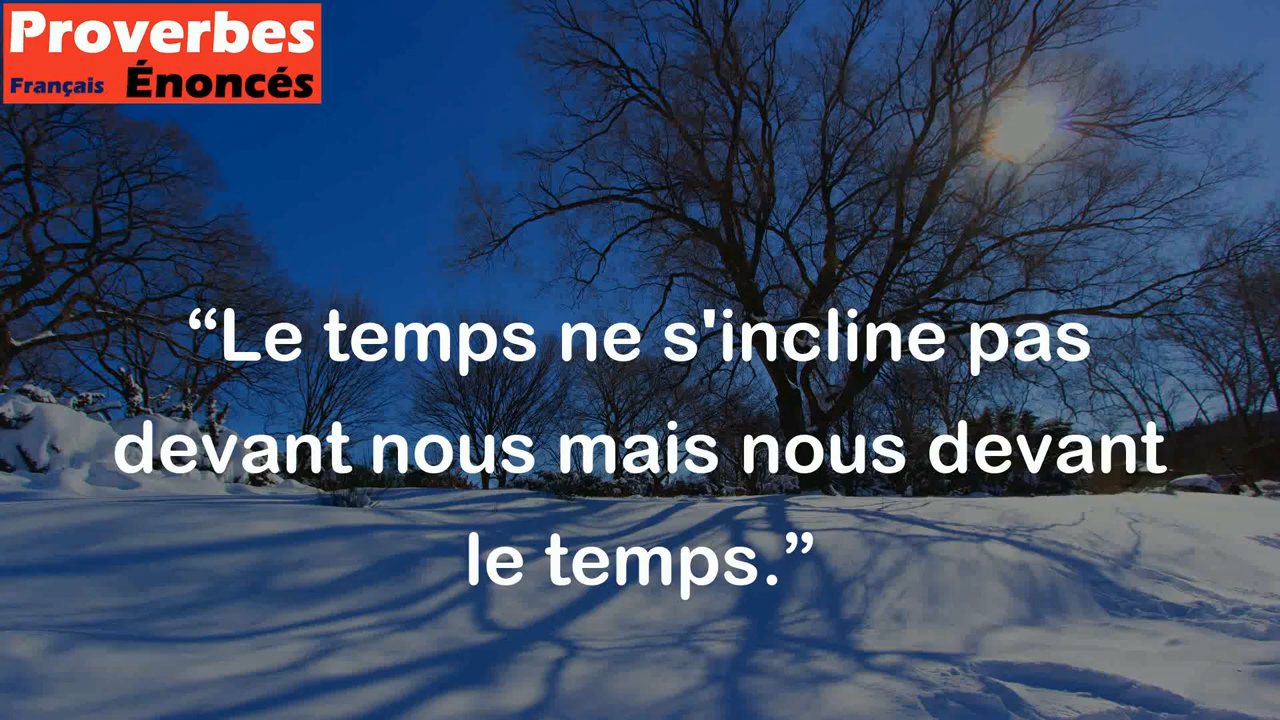 Proverbes
Français Énoncés
“Le temps ne s'incline pas
devant nous mais nous devant
le temps.”